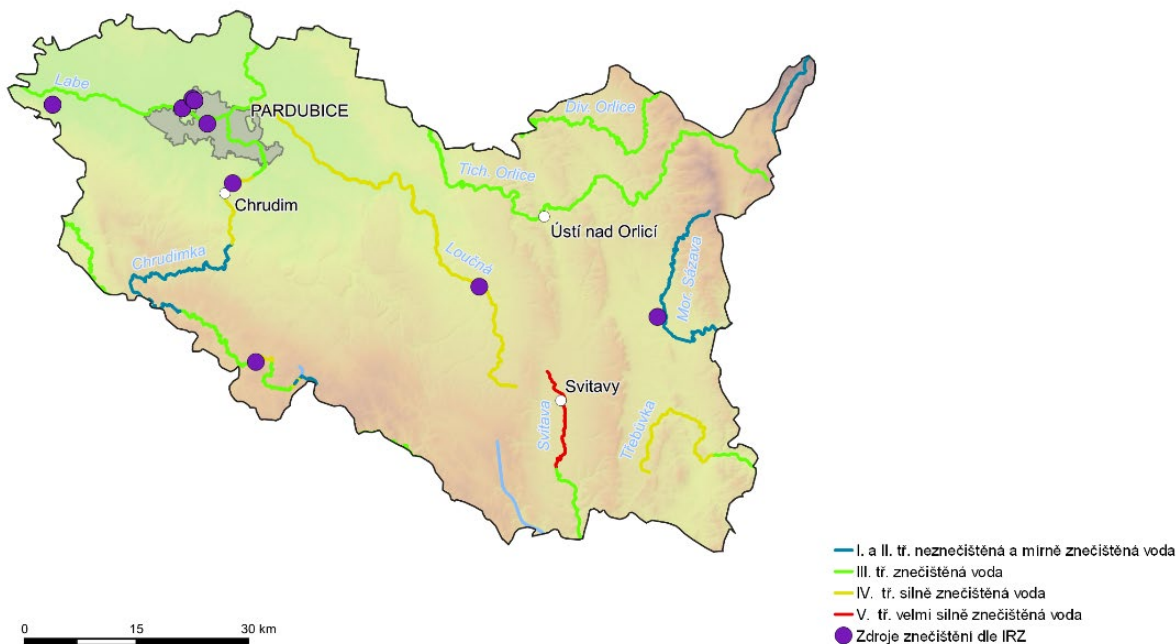 Labe
PARDUBICE
Div. Orlice
Tich. Orlice
Chrudim
Ústí nad Orlicí
Chrudimka
Loučná
Mor. Sázava
Svitavy
Svitava
Třebůvka
I. a II. tř. neznečištěná a mírně znečištěná voda
III. tř. znečištěná voda
IV. tř. silně znečištěná voda
V. tř. velmi silně znečištěná voda
Zdroje znečištění dle IRZ
0 15 30 km